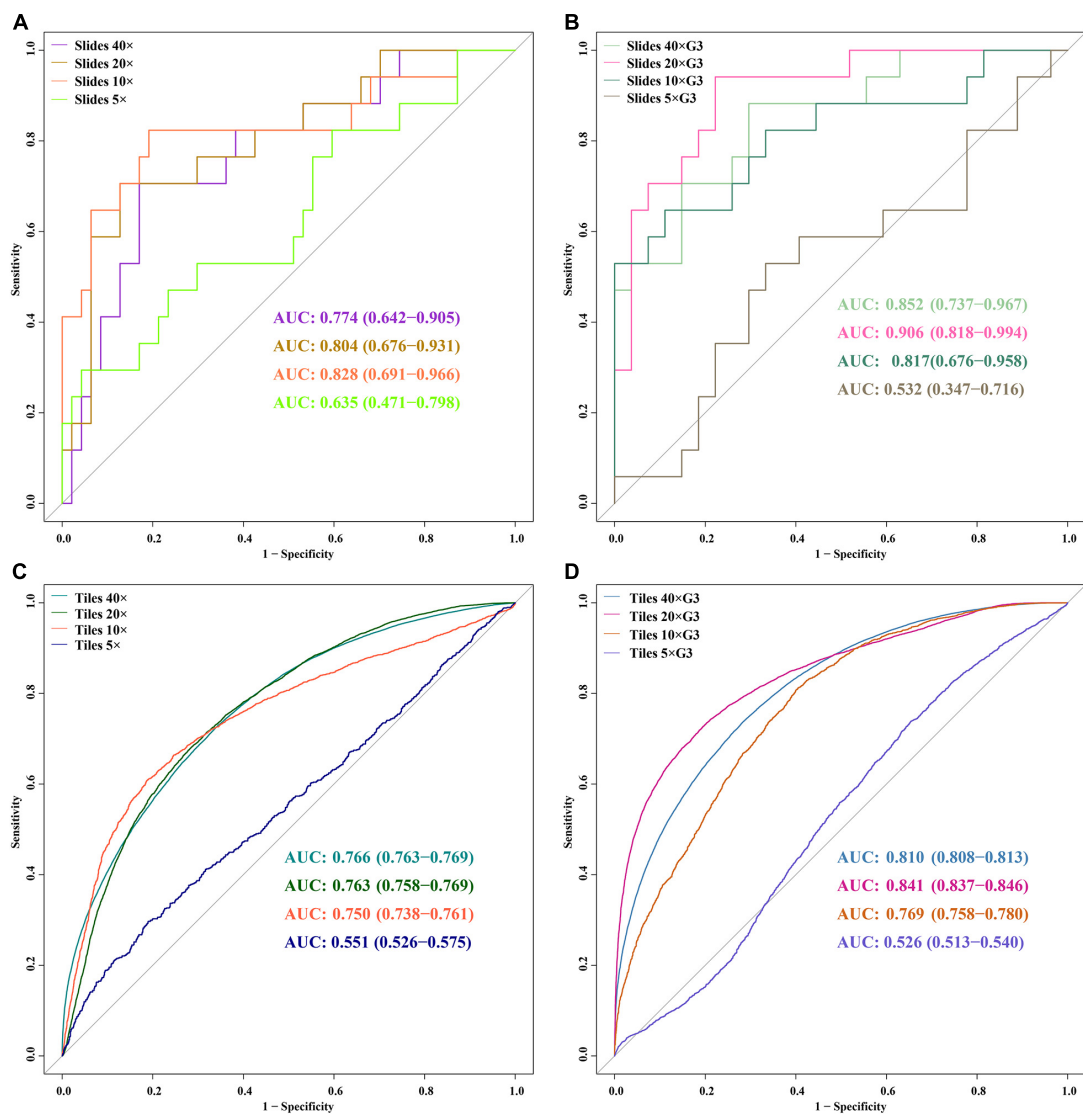 A
Slides 40×
Slides 20×
Slides 10×
Slides 5×
1.0
0.8
0.6
0.4
0.2
0.0
Sensitivity
AUC: 0.774 (0.642−0.905)
AUC: 0.804 (0.676−0.931)
AUC: 0.828 (0.691−0.966)
AUC: 0.635 (0.471−0.798)
0.0 0.2 0.4 0.6 0.8 1.0
1 − Specificity
B
Slides 40×G3
Slides 20×G3
Slides 10×G3
Slides 5×G3
1.0
0.8
0.6
0.4
0.2
0.0
Sensitivity
AUC: 0.852 (0.737−0.967)
AUC: 0.906 (0.818−0.994)
AUC: 0.817(0.676−0.958)
AUC: 0.532 (0.347−0.716)
0.0 0.2 0.4 0.6 0.8 1.0
1 − Specificity
C
Tiles 40×
Tiles 20×
Tiles 10×
Tiles 5×
1.0
0.8
0.6
0.4
0.2
0.0
Sensitivity
AUC: 0.766 (0.763−0.769)
AUC: 0.763 (0.758−0.769)
AUC: 0.750 (0.738−0.761)
AUC: 0.551 (0.526−0.575)
0.0 0.2 0.4 0.6 0.8 1.0
1 − Specificity
D
Tiles 40×G3
Tiles 20×G3
Tiles 10×G3
Tiles 5×G3
1.0
0.8
0.6
0.4
0.2
0.0
Sensitivity
AUC: 0.810 (0.808−0.813)
AUC: 0.841 (0.837−0.846)
AUC: 0.769 (0.758−0.780)
AUC: 0.526 (0.513−0.540)
0.0 0.2 0.4 0.6 0.8 1.0
1 − Specificity